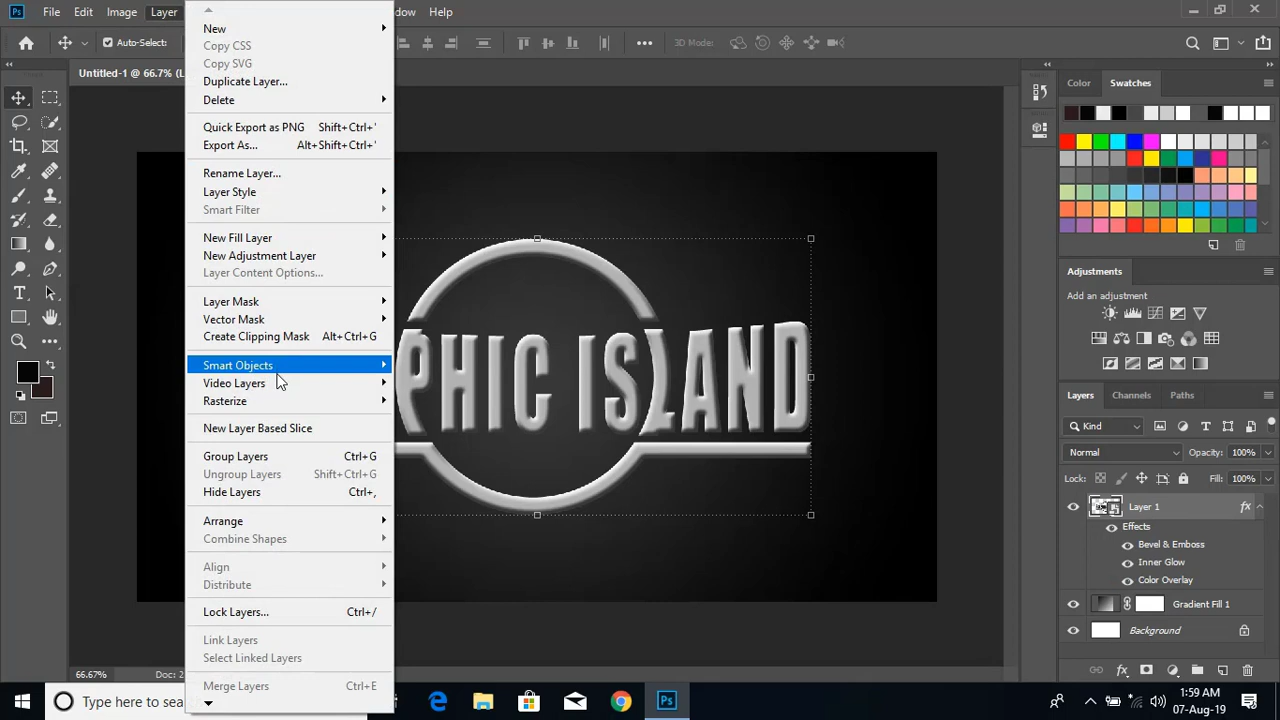 Ps File Edit Image Layer
Auto-Select:
3D Mode:
Untitled-1 @ 66.7% (L
New
Copy CSS
Copy SVG
Duplicate Layer...
Delete
Quick Export as PNG Shift+Ctrl+'
Export As... Alt+Shift+Ctrl+'
Rename Layer...
Layer Style
Smart Filter
New Fill Layer
New Adjustment Layer
Layer Content Options...
Layer Mask
Vector Mask
Create Clipping Mask Alt+Ctrl+G
Smart Objects
Video Layers
Rasterize
New Layer Based Slice
Group Layers Ctrl+G
Ungroup Layers Shift+Ctrl+G
Hide Layers Ctrl+,
Arrange
Combine Shapes
Align
Distribute
Lock Layers... Ctrl+/
Link Layers
Select Linked Layers
Merge Layers Ctrl+E
dow Help
PHIC ISLAND
Color Swatches
Adjustments
Add an adjustment
Layers Channels Paths
Kind
Normal Opacity: 100%
Lock: Fill: 100%
Layer 1 fx
Effects
Bevel & Emboss
Inner Glow
Color Overlay
Gradient Fill 1
Background
fx
66.67% Doc: 2
Type here to sea
Ps
1:59 AM
07-Aug-19